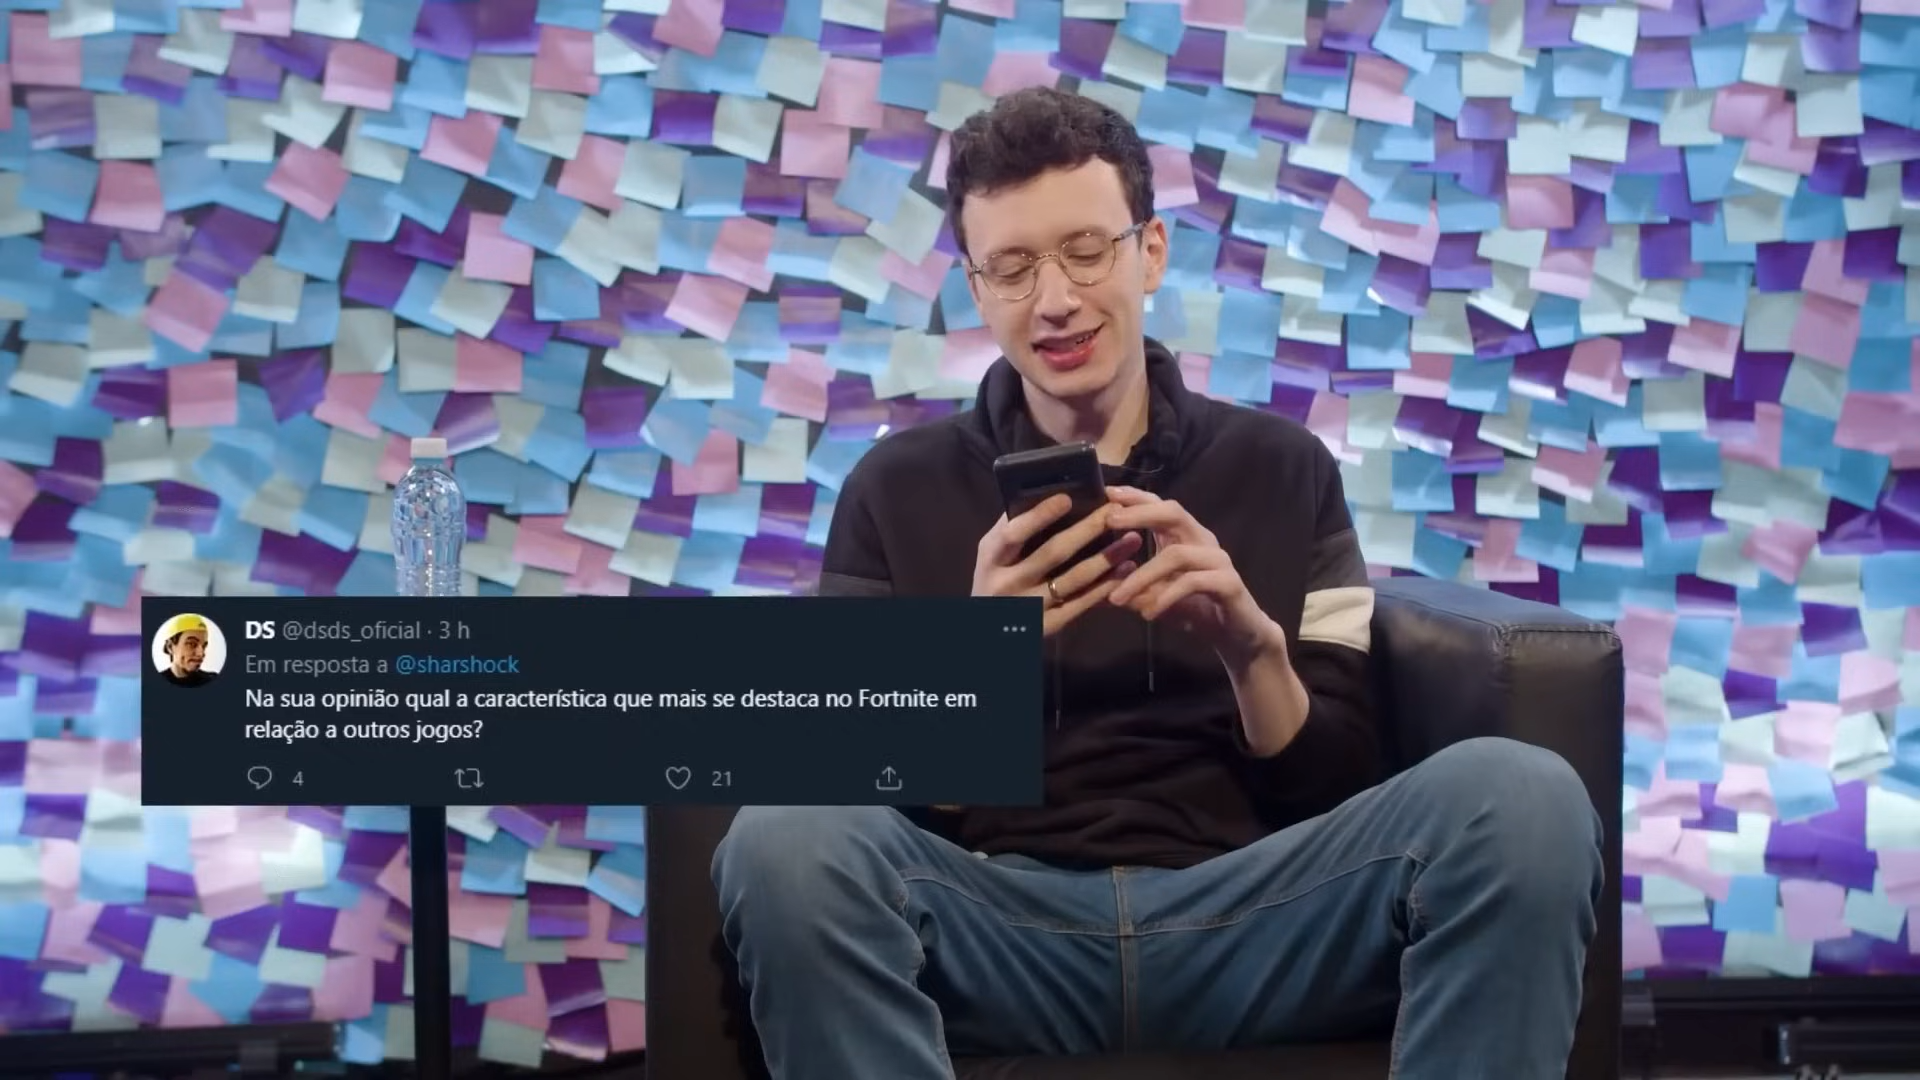 DS @dsds_oficial · 3 h
Em resposta a @sharshock
Na sua opinião qual a característica que mais se destaca no Fortnite em
relação a outros jogos?
4 21